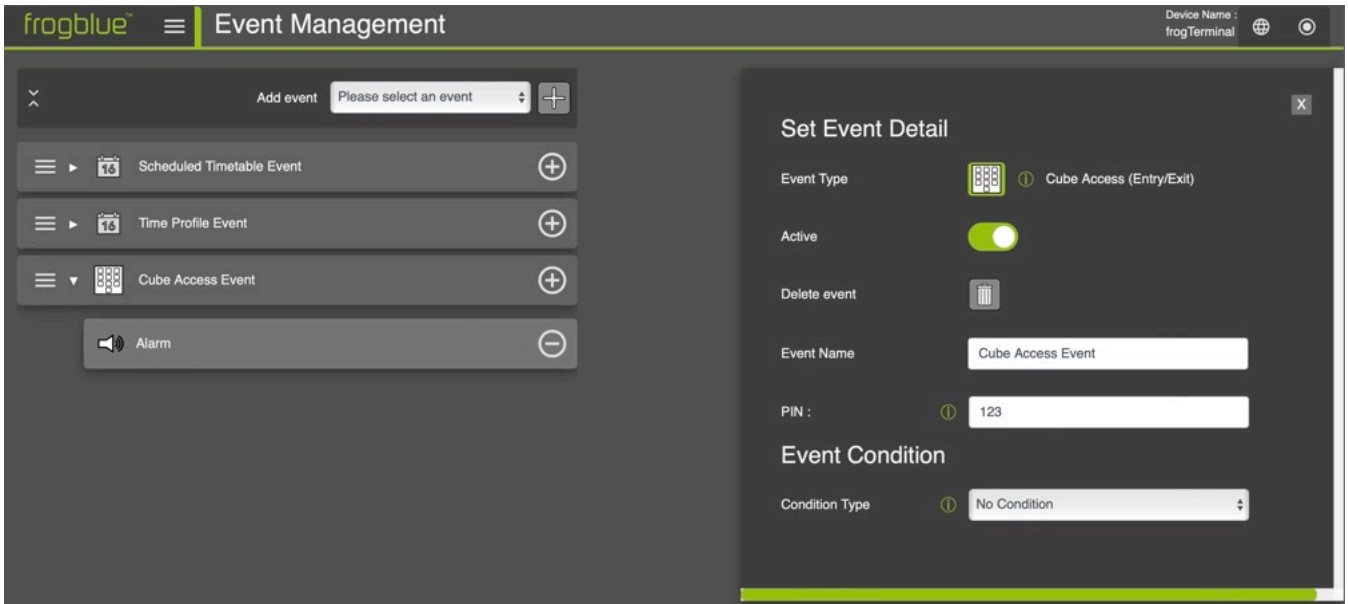 frogblue™
Event Management
Device Name :
frogTerminal
Add event
Please select an event
16 Scheduled Timetable Event
16 Time Profile Event
Cube Access Event
Alarm
X
Set Event Detail
Event Type
Cube Access (Entry/Exit)
Active
Delete event
Event Name
Cube Access Event
PIN :
123
Event Condition
Condition Type
No Condition